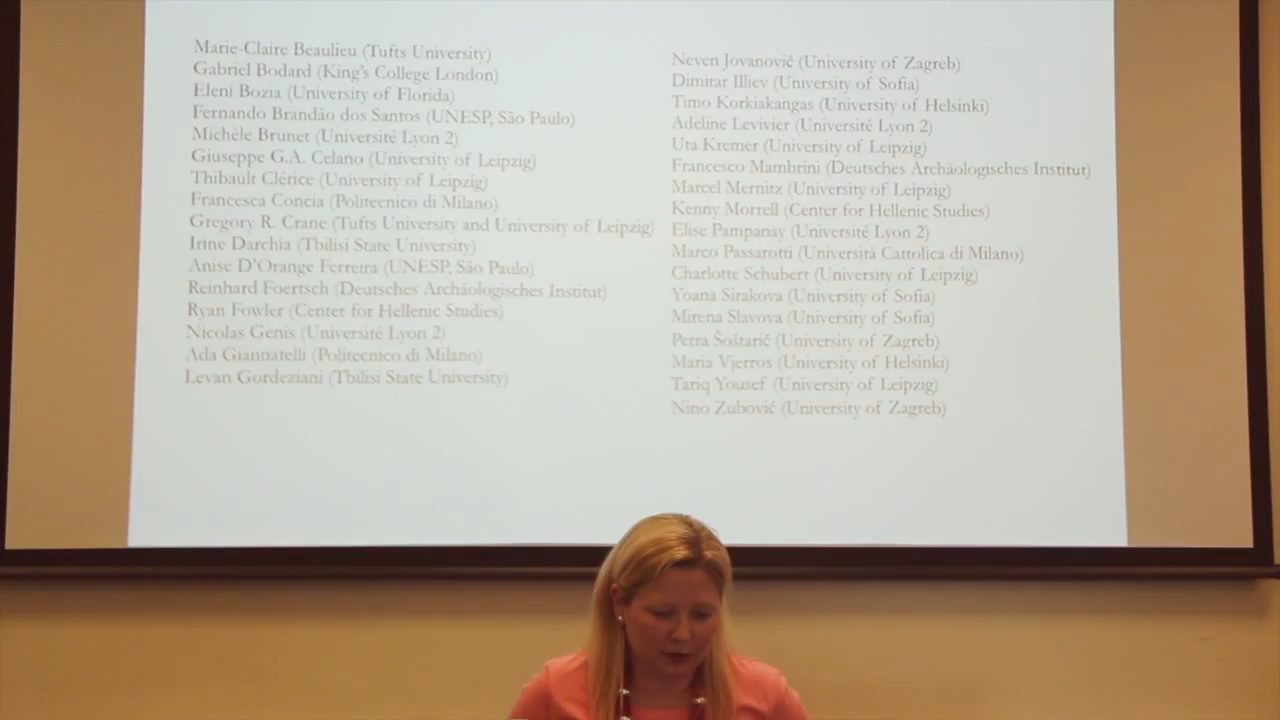 Marie-Claire Beaulieu (Tufts University)
Gabriel Bodard (King's College London)
Eleni Bozia (University of Florida)
Fernando Brandão dos Santos (UNESP, São Paulo)
Michèle Brunet (Université Lyon 2)
Giuseppe G.A. Celano (University of Leipzig)
Thibault Clérice (University of Leipzig)
Francesca Concia (Politecnico di Milano)
Gregory R. Crane (Tufts University and University of Leipzig)
Irine Darchia (Tbilisi State University)
Anise D'Orange Ferreira (UNESP, São Paulo)
Reinhard Foertsch (Deutsches Archäologisches Institut)
Ryan Fowler (Center for Hellenic Studies)
Nicolas Genis (Université Lyon 2)
Ada Giannatelli (Politecnico di Milano)
Levan Gordeziani (Tbilisi State University)
Neven Jovanović (University of Zagreb)
Dimitar Illiev (University of Sofia)
Timo Korkiakangas (University of Helsinki)
Adeline Levivier (Université Lyon 2)
Uta Kremer (University of Leipzig)
Francesco Mambrini (Deutsches Archäologisches Institut)
Marcel Mernitz (University of Leipzig)
Kenny Morrell (Center for Hellenic Studies)
Elise Pampanay (Université Lyon 2)
Marco Passarotti (Università Cattolica di Milano)
Charlotte Schubert (University of Leipzig)
Yoana Sirakova (University of Sofia)
Mirena Slavova (University of Sofia)
Petra Šoštarić (University of Zagreb)
Maria Vjerros (University of Helsinki)
Tariq Yousef (University of Leipzig)
Nino Zubović (University of Zagreb)